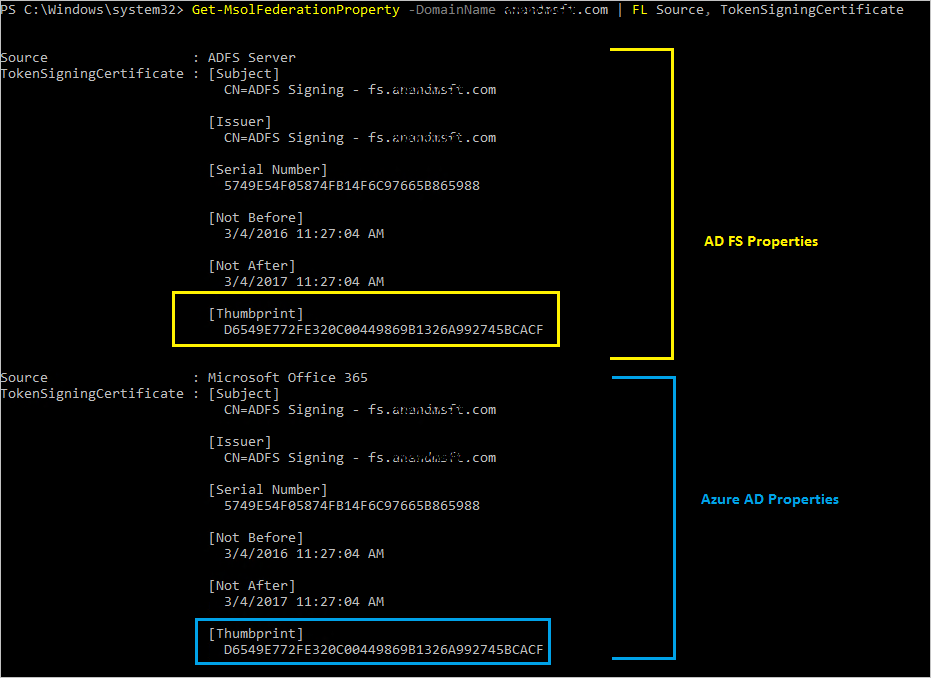 PS C:\Windows\system32> Get-MsolFederationProperty -DomainName .com | FL Source, TokenSigningCertificate
Source : ADFS Server
TokenSigningCertificate : [Subject]
CN=ADFS Signing - fs. .com
[Issuer]
CN=ADFS Signing - fs. .com
[Serial Number]
5749E54F05874FB14F6C97665B865988
[Not Before]
3/4/2016 11:27:04 AM
[Not After]
3/4/2017 11:27:04 AM
AD FS Properties
[Thumbprint]
D6549E772FE320C00449869B1326A992745BCACF
Source : Microsoft Office 365
TokenSigningCertificate : [Subject]
CN=ADFS Signing - fs. .com
[Issuer]
CN=ADFS Signing - fs. .com
[Serial Number]
5749E54F05874FB14F6C97665B865988
Azure AD Properties
[Not Before]
3/4/2016 11:27:04 AM
[Not After]
3/4/2017 11:27:04 AM
[Thumbprint]
D6549E772FE320C00449869B1326A992745BCACF